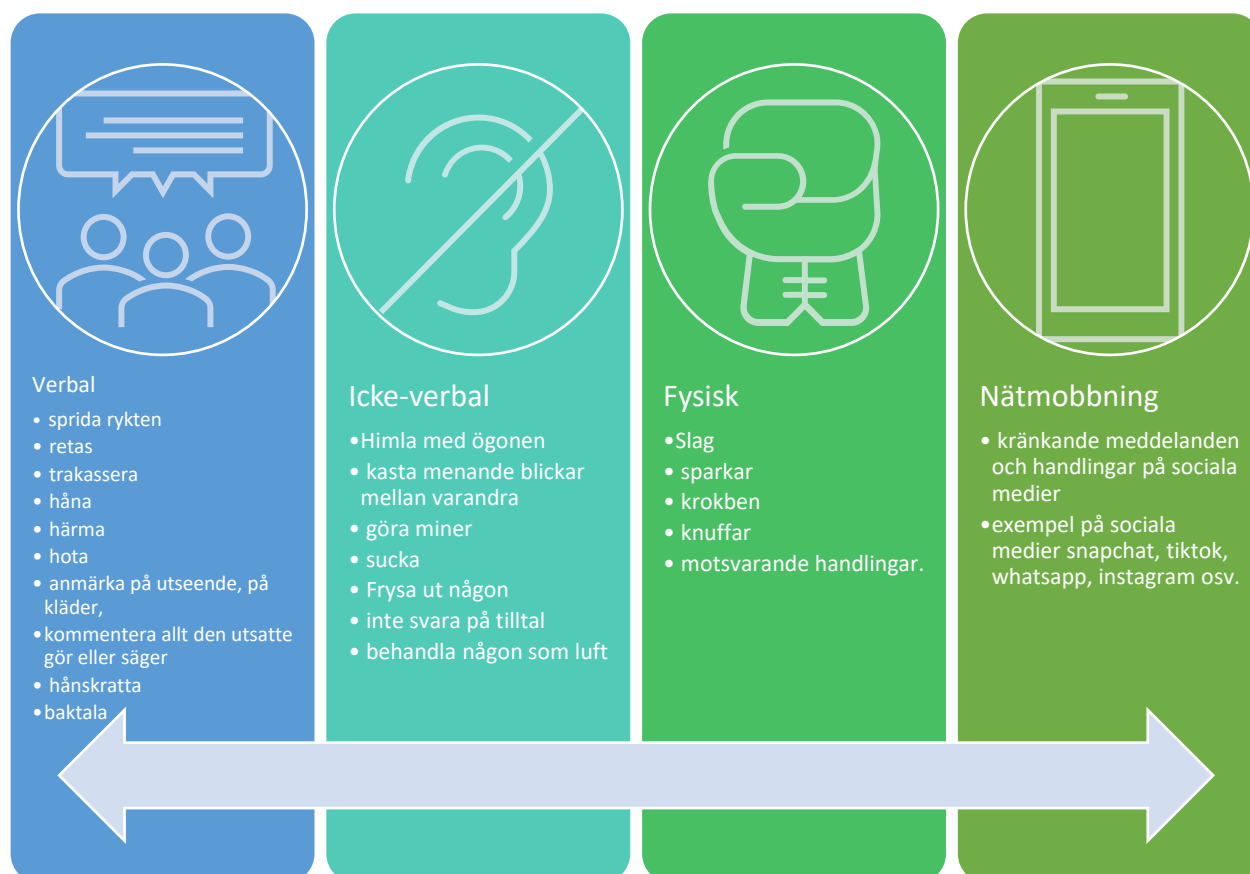 Verbal
• sprida rykten
• retas
• trakassera
• håna
• härma
• hota
• anmärka på utseende, på
kläder,
•kommentera allt den utsatte
gör eller säger
• hånskratta
•baktala
Icke-verbal
•Himla med ögonen
• kasta menande blickar
mellan varandra
• göra miner
• sucka
• Frysa ut någon
• inte svara på tilltal
• behandla någon som luft
Fysisk
•Slag
• sparkar
• krokben
• knuffar
• motsvarande handlingar.
Nätmobbning
• kränkande meddelanden
och handlingar på sociala
medier
•exempel på sociala
medier snapchat, tiktok,
whatsapp, instagram osv.